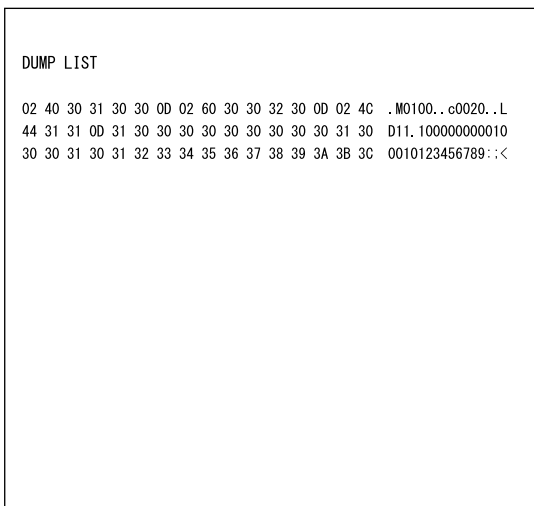 DUMP LIST
02 40 30 31 30 30 0D 02 60 30 30 32 30 0D 02 4C .M0100..c0020..L
44 31 31 0D 31 30 30 30 30 30 30 30 30 30 31 30 D11.100000000010
30 30 31 30 31 32 33 34 35 36 37 38 39 3A 3B 3C 0010123456789:;<